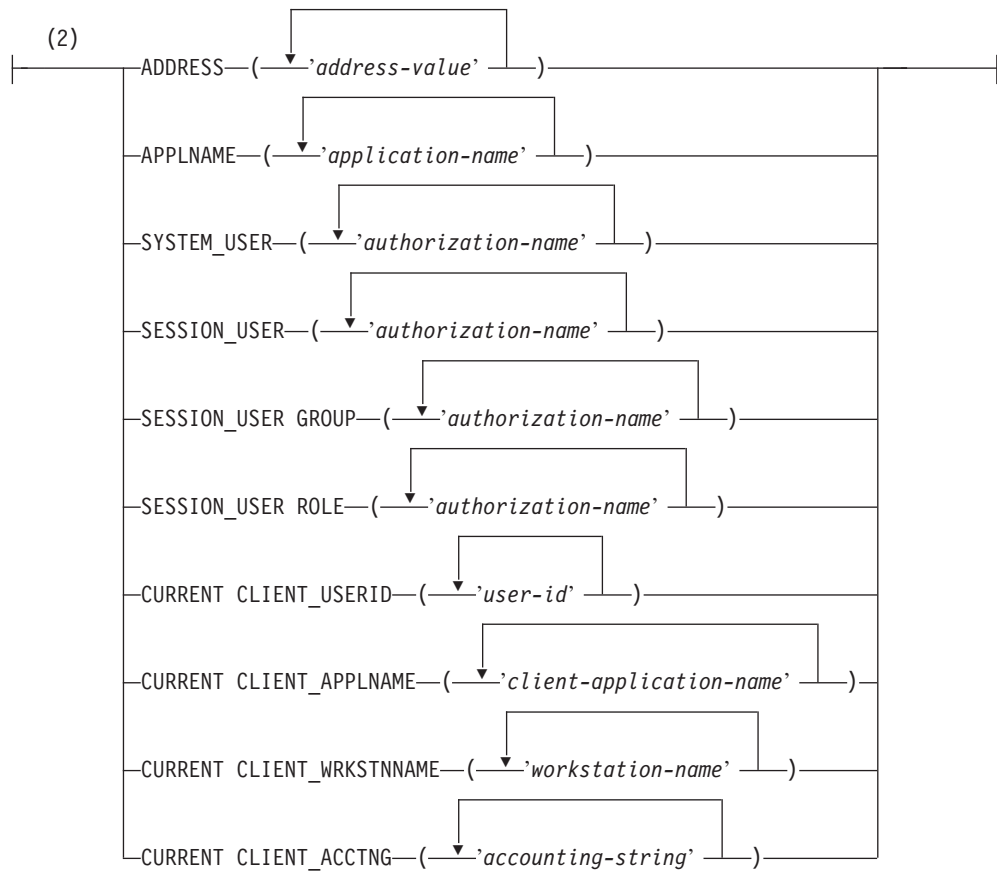 (2)
ADDRESS ( 'address-value' )
APPLNAME ( 'application-name' )
SYSTEM_USER ( 'authorization-name' )
SESSION_USER ( 'authorization-name' )
SESSION_USER GROUP ( 'authorization-name' )
SESSION_USER ROLE ( 'authorization-name' )
CURRENT CLIENT_USERID ( 'user-id' )
CURRENT CLIENT_APPLNAME ( 'client-application-name' )
CURRENT CLIENT_WRKSTNNAME ( 'workstation-name' )
CURRENT CLIENT_ACCTNG ( 'accounting-string' )